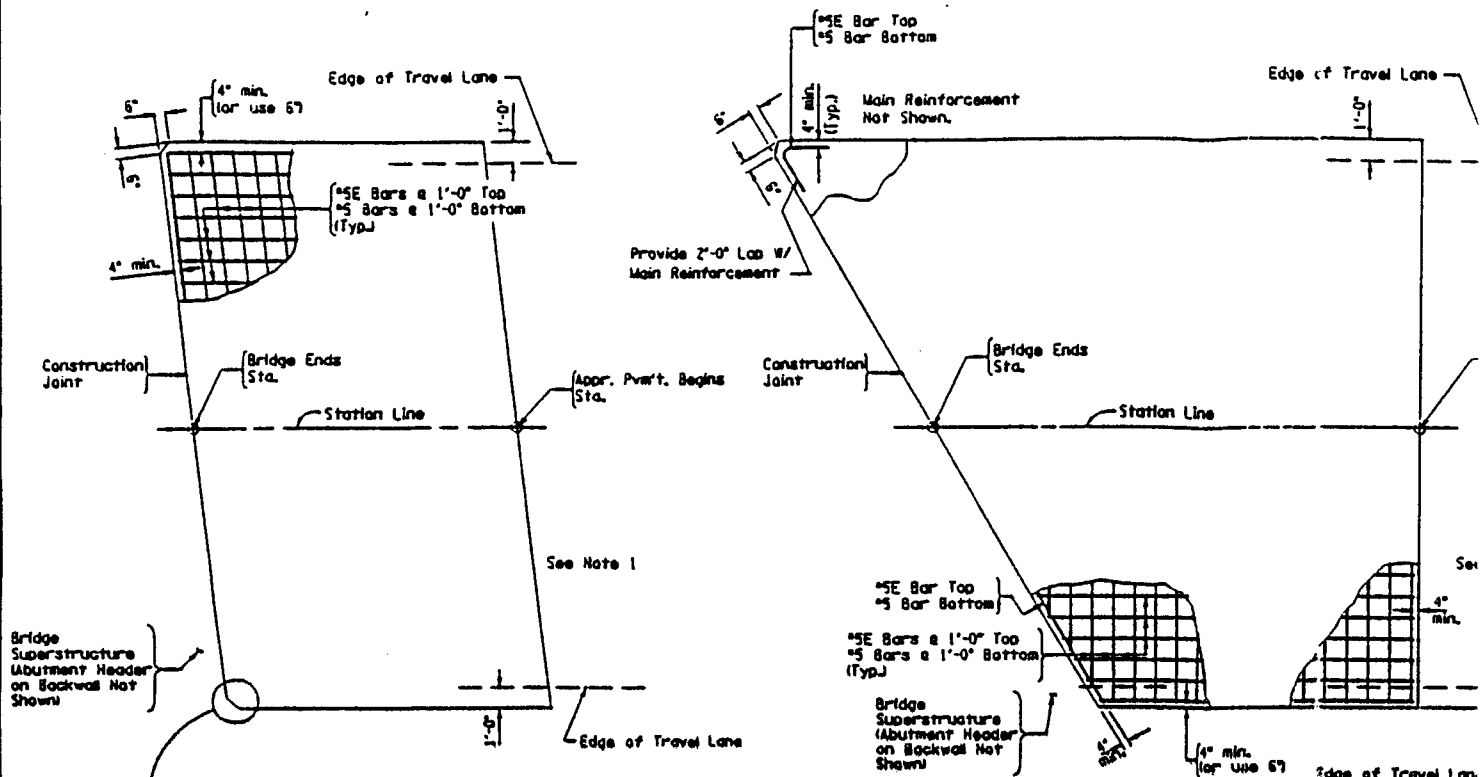 *5E Bar Top
*5 Bar Bottom
Edge of Travel Lane
4" min.
(or use 6")
6"
6"
1'-0"
*5E Bars @ 1'-0" Top
*5 Bars @ 1'-0" Bottom
(Typ.)
4" min.
Construction
Joint
Bridge Ends
Sta.
Station Line
Appr. Pvm't. Begins
Sta.
See Note 1
Bridge
Superstructure
(Abutment Header
on Backwall Not
Shown)
1'-0"
Edge of Travel Lane
6"
6"
4" min.
(Typ.)
Main Reinforcement
Not Shown.
Edge of Travel Lane
1'-0"
Provide 2'-0" Lap W/
Main Reinforcement
Construction
Joint
Bridge Ends
Sta.
Station Line
*5E Bar Top
*5 Bar Bottom
*5E Bars @ 1'-0" Top
*5 Bars @ 1'-0" Bottom
(Typ.)
Bridge
Superstructure
(Abutment Header
on Backwall Not
Shown)
4"
min.
4" min.
(or use 6")
4"
min.
Edge of Travel Lan